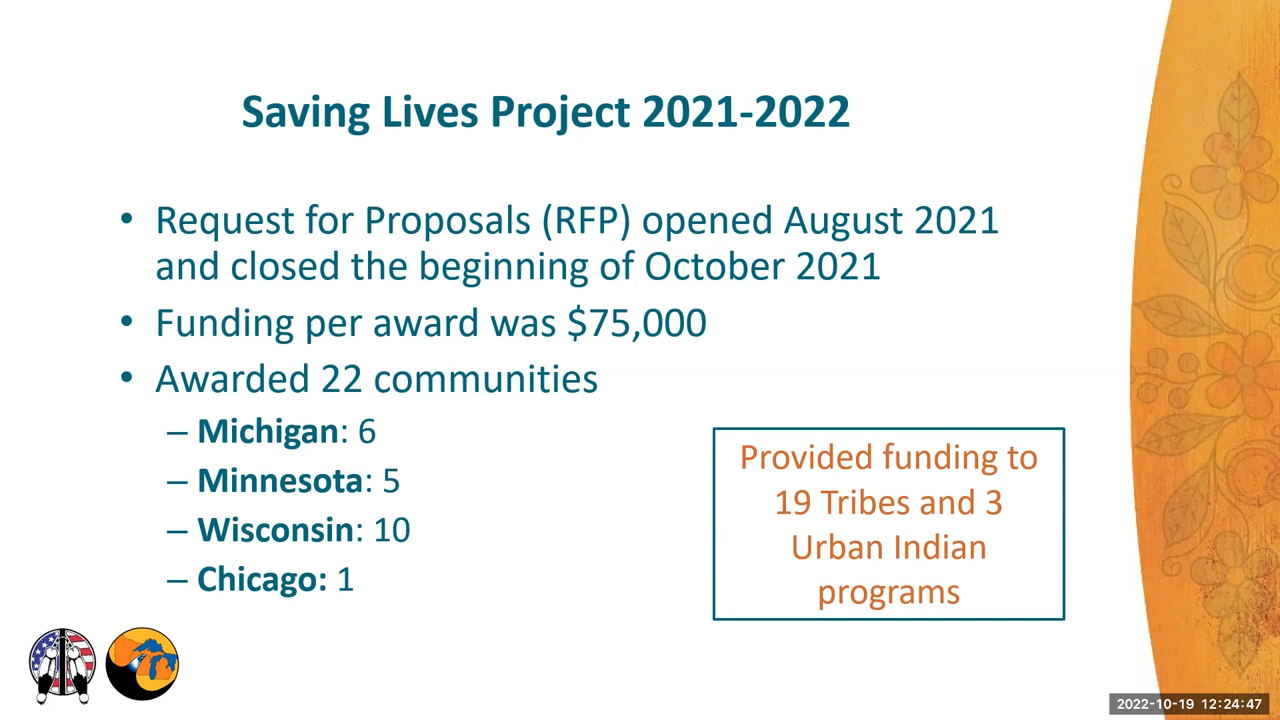 Saving Lives Project 2021-2022
• Request for Proposals (RFP) opened August 2021
and closed the beginning of October 2021
• Funding per award was $75,000
• Awarded 22 communities
– Michigan: 6
– Minnesota: 5
– Wisconsin: 10
– Chicago: 1
Provided funding to
19 Tribes and 3
Urban Indian
programs
2022-10-19 12:24:47